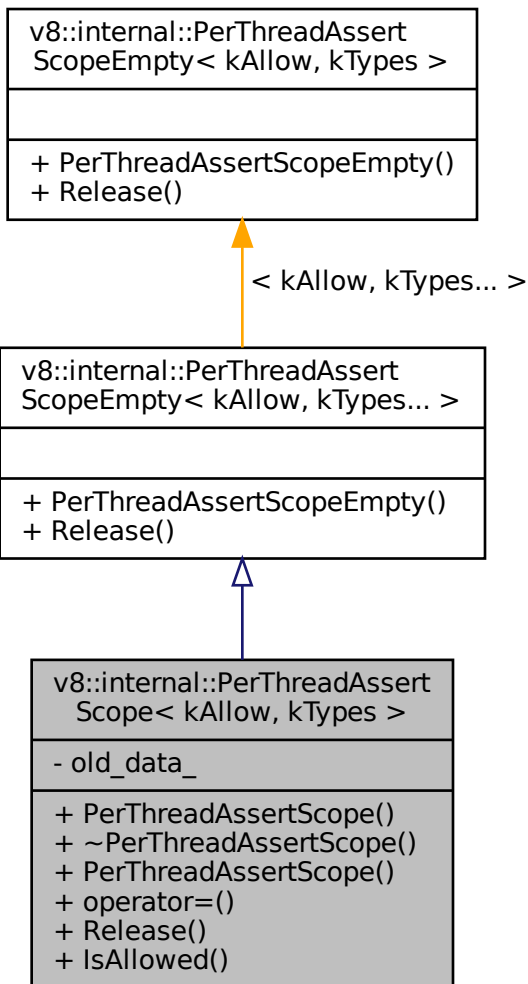 v8::internal::PerThreadAssert
ScopeEmpty< kAllow, kTypes >
+ PerThreadAssertScopeEmpty()
+ Release()
< kAllow, kTypes... >
v8::internal::PerThreadAssert
ScopeEmpty< kAllow, kTypes... >
+ PerThreadAssertScopeEmpty()
+ Release()
v8::internal::PerThreadAssert
Scope< kAllow, kTypes >
- old_data_
+ PerThreadAssertScope()
+ ~PerThreadAssertScope()
+ PerThreadAssertScope()
+ operator=()
+ Release()
+ IsAllowed()